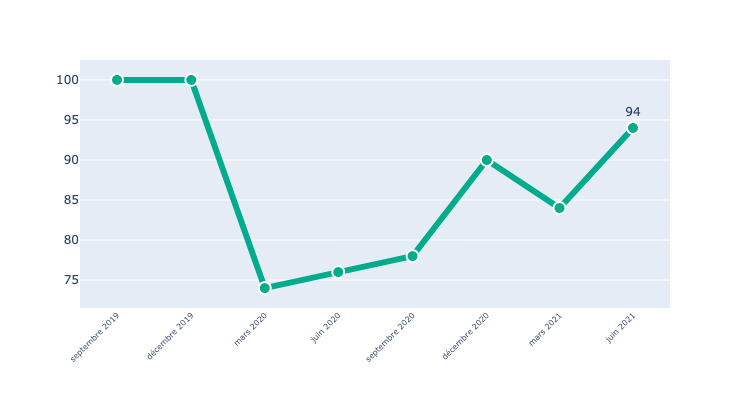 100
95
94
90
85
80
75
septembre 2019
décembre 2019
mars 2020
juin 2020
septembre 2020
décembre 2020
mars 2021
juin 2021